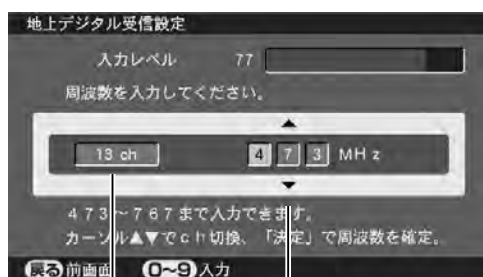 地上デジタル受信設定
入力レベル 77
周波数を入力してください。
▲
13 ch 4 7 3 MHz
▼
473〜767まで入力できます。
カーソル▲▼でch切換、「決定」で周波数を確定。
戻る 前画面 0〜9 入力